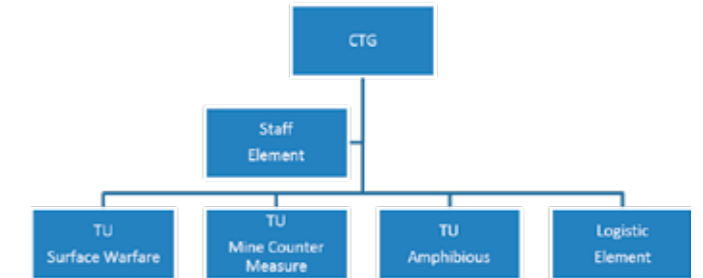 CTG
Staff
Element
TU
Surface Warfare
TU
Mine Counter
Measure
TU
Amphibious
Logistic
Element